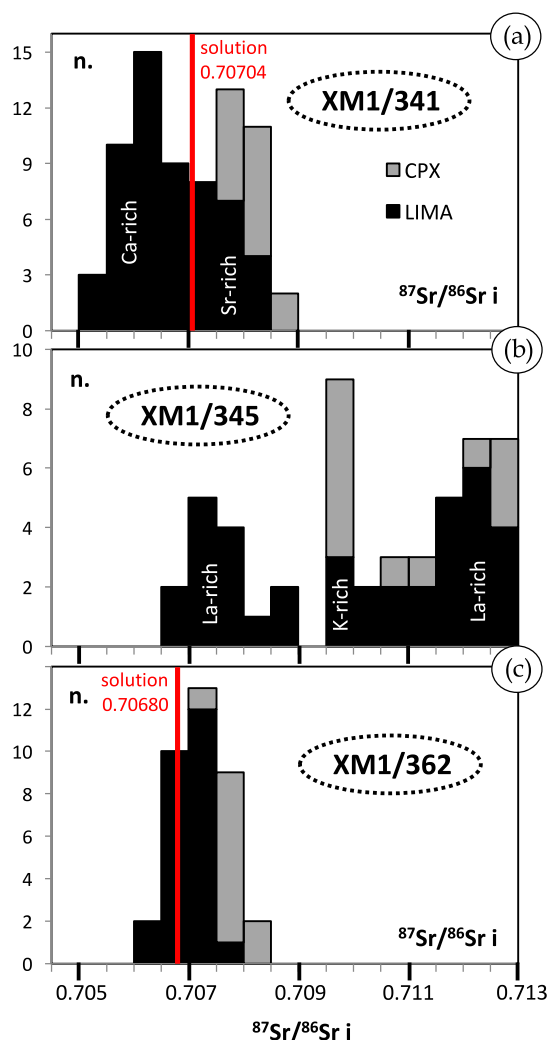 (a)
15
12
9
6
3
0
n.
solution
0.70704
XM1/341
CPX
LIMA
Ca-rich
Sr-rich
⁸⁷Sr/⁸⁶Sr i
(b)
10
8
6
4
2
0
n.
XM1/345
La-rich
K-rich
La-rich
(c)
12
10
8
6
4
2
0
n.
solution
0.70680
XM1/362
⁸⁷Sr/⁸⁶Sr i
0.705
0.707
0.709
0.711
0.713
⁸⁷Sr/⁸⁶Sr i